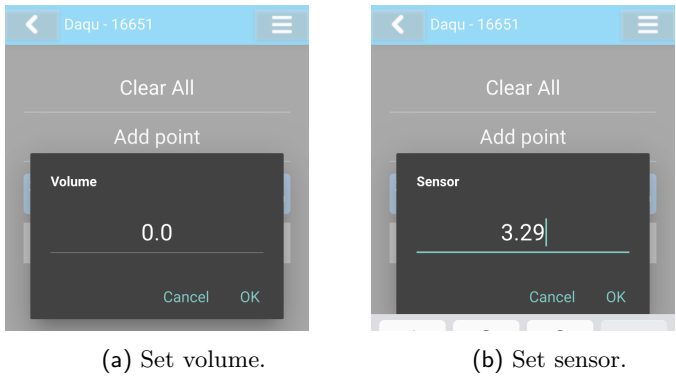 Daqu - 16651
Clear All
Add point
Volume
0.0
Cancel OK
(a) Set volume.
Daqu - 16651
Clear All
Add point
Sensor
3.29
Cancel OK
(b) Set sensor.